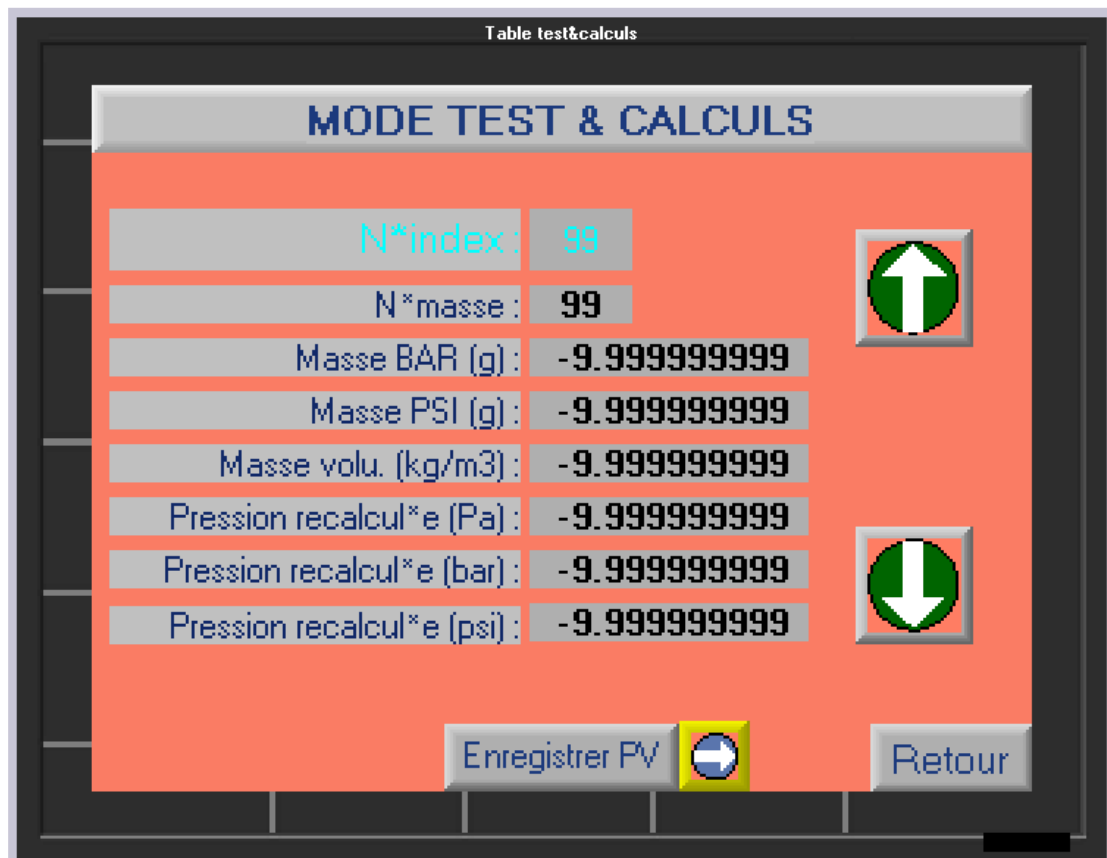 Table test&calculs
MODE TEST & CALCULS
N*index : 99
N*masse : 99
Masse BAR (g) : -9.999999999
Masse PSI (g) : -9.999999999
Masse volu. (kg/m3) : -9.999999999
Pression recalcul*e (Pa) : -9.999999999
Pression recalcul*e (bar) : -9.999999999
Pression recalcul*e (psi) : -9.999999999
Enregistrer PV
Retour